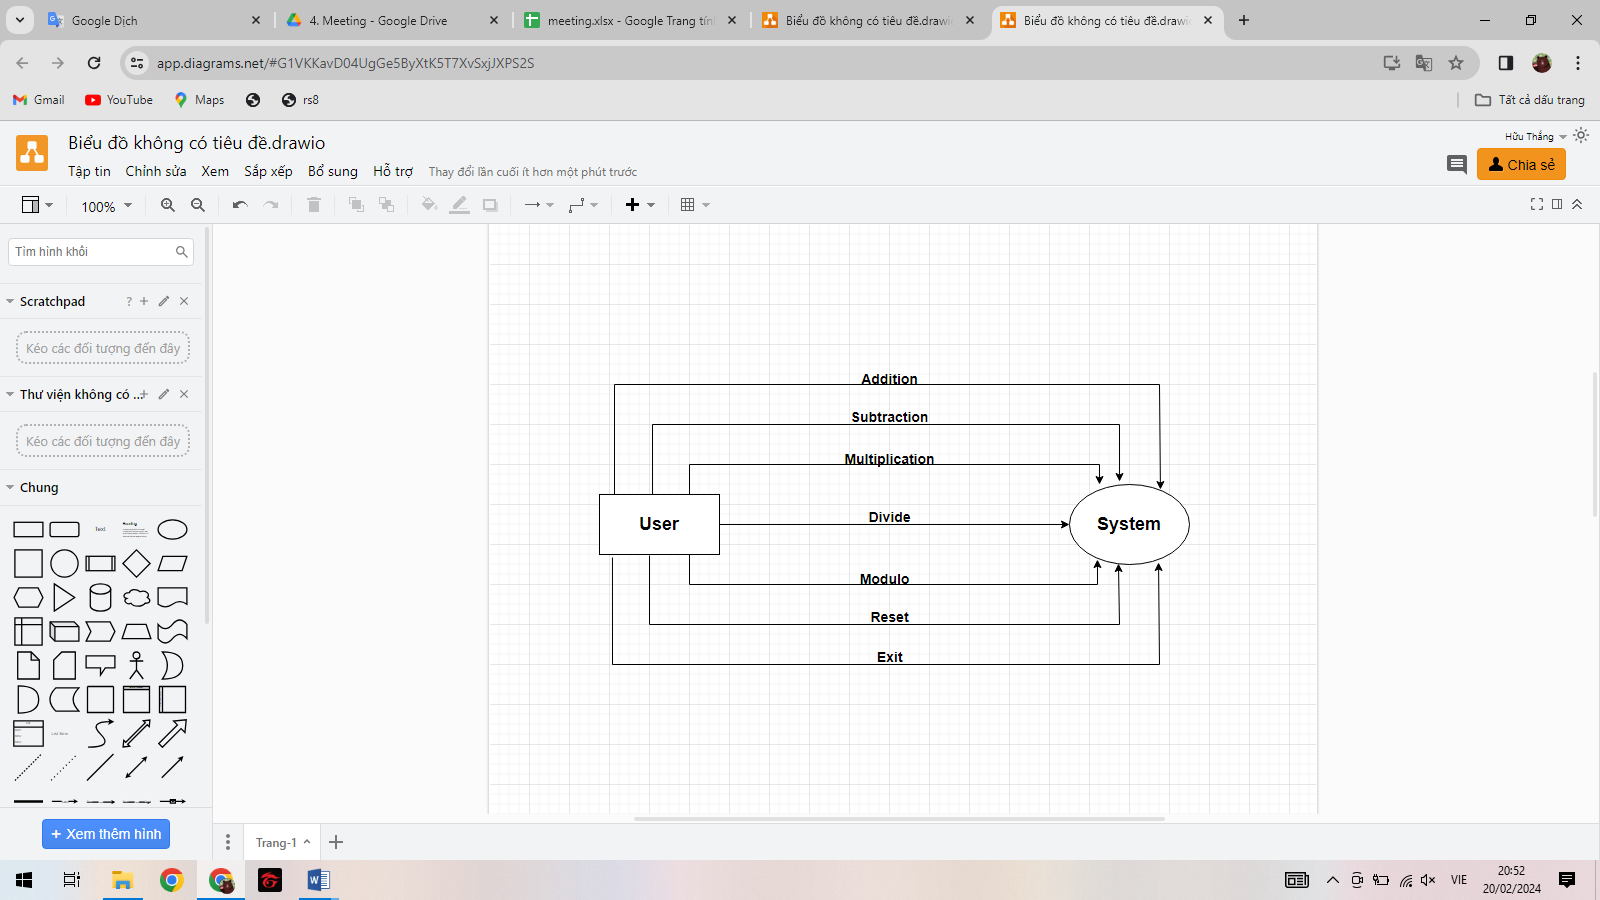 Google Dịch
4. Meeting - Google Drive
meeting.xlsx - Google Trang tín
Biểu đồ không có tiêu đề.drawi
Biểu đồ không có tiêu đề.drawi
app.diagrams.net/#G1VKKavD04UgGe5ByXtK5T7XvSxjJXPS2S
Gmail
YouTube
Maps
rs8
Tất cả dấu trang
Biểu đồ không có tiêu đề.drawio
Hữu Thắng
Tập tin
Chỉnh sửa
Xem
Sắp xếp
Bổ sung
Hỗ trợ
Thay đổi lần cuối ít hơn một phút trước
Chia sẻ
100%
Tìm hình khối
Scratchpad
?
Kéo các đối tượng đến đây
Thư viện không có ...
Kéo các đối tượng đến đây
Chung
Text
Heading
Addition
Subtraction
Multiplication
User
Divide
System
Modulo
Reset
Exit
+ Xem thêm hình
Trang-1
VIE
20:52
20/02/2024